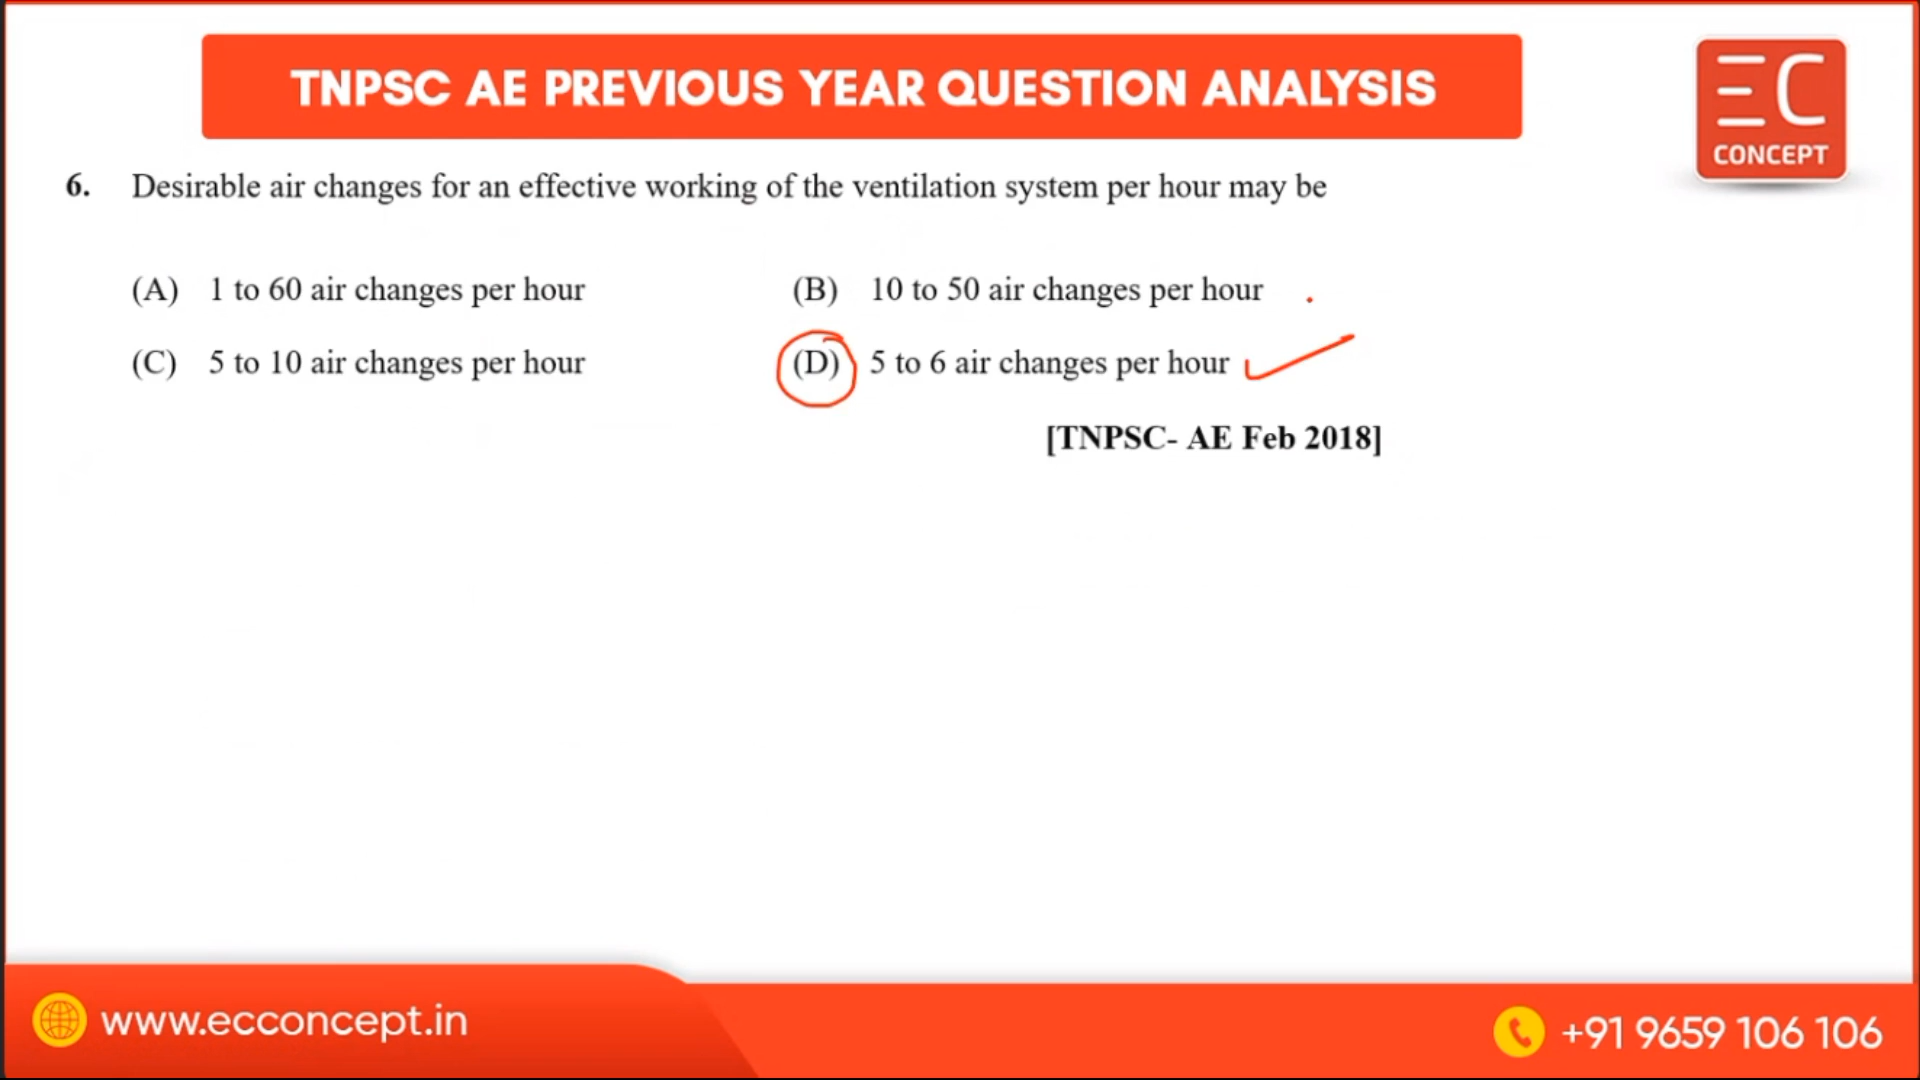 TNPSC AE PREVIOUS YEAR QUESTION ANALYSIS
EC
CONCEPT
6. Desirable air changes for an effective working of the ventilation system per hour may be
(A) 1 to 60 air changes per hour (B) 10 to 50 air changes per hour
(C) 5 to 10 air changes per hour (D) 5 to 6 air changes per hour
[TNPSC- AE Feb 2018]
www.ecconcept.in +91 9659 106 106